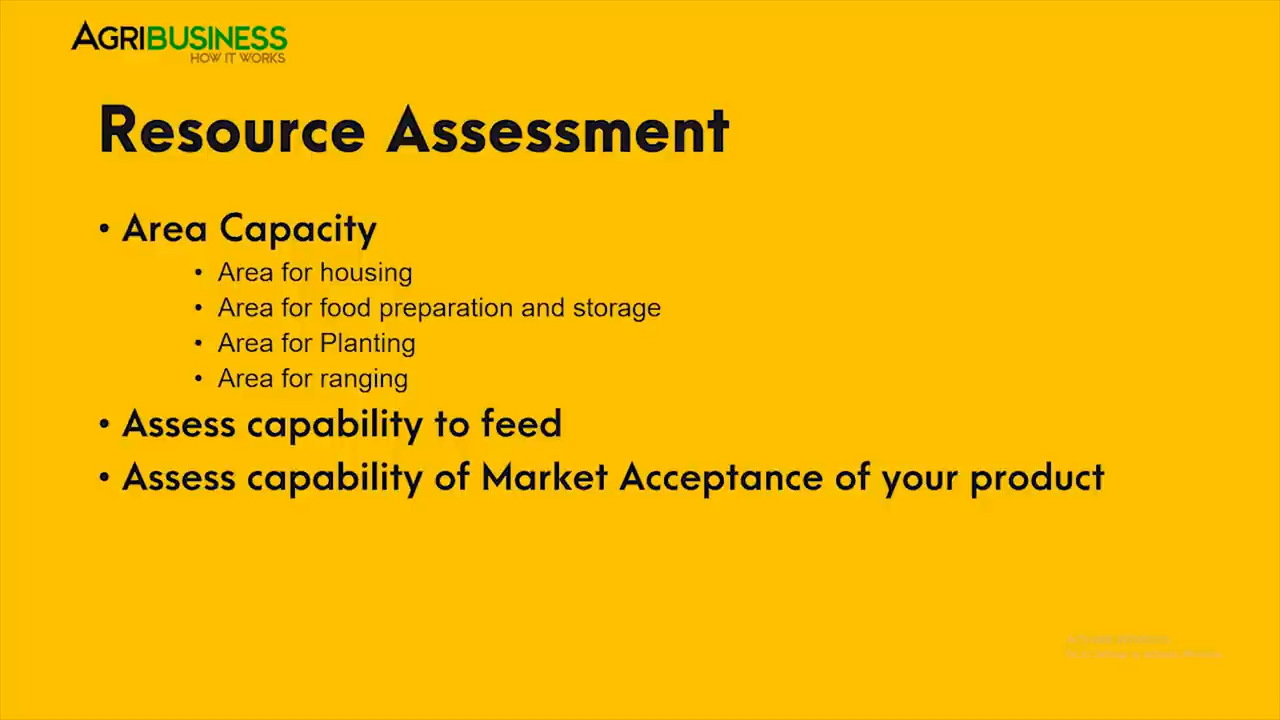 AGRIBUSINESS
HOW IT WORKS
Resource Assessment
• Area Capacity
• Area for housing
• Area for food preparation and storage
• Area for Planting
• Area for ranging
• Assess capability to feed
• Assess capability of Market Acceptance of your product